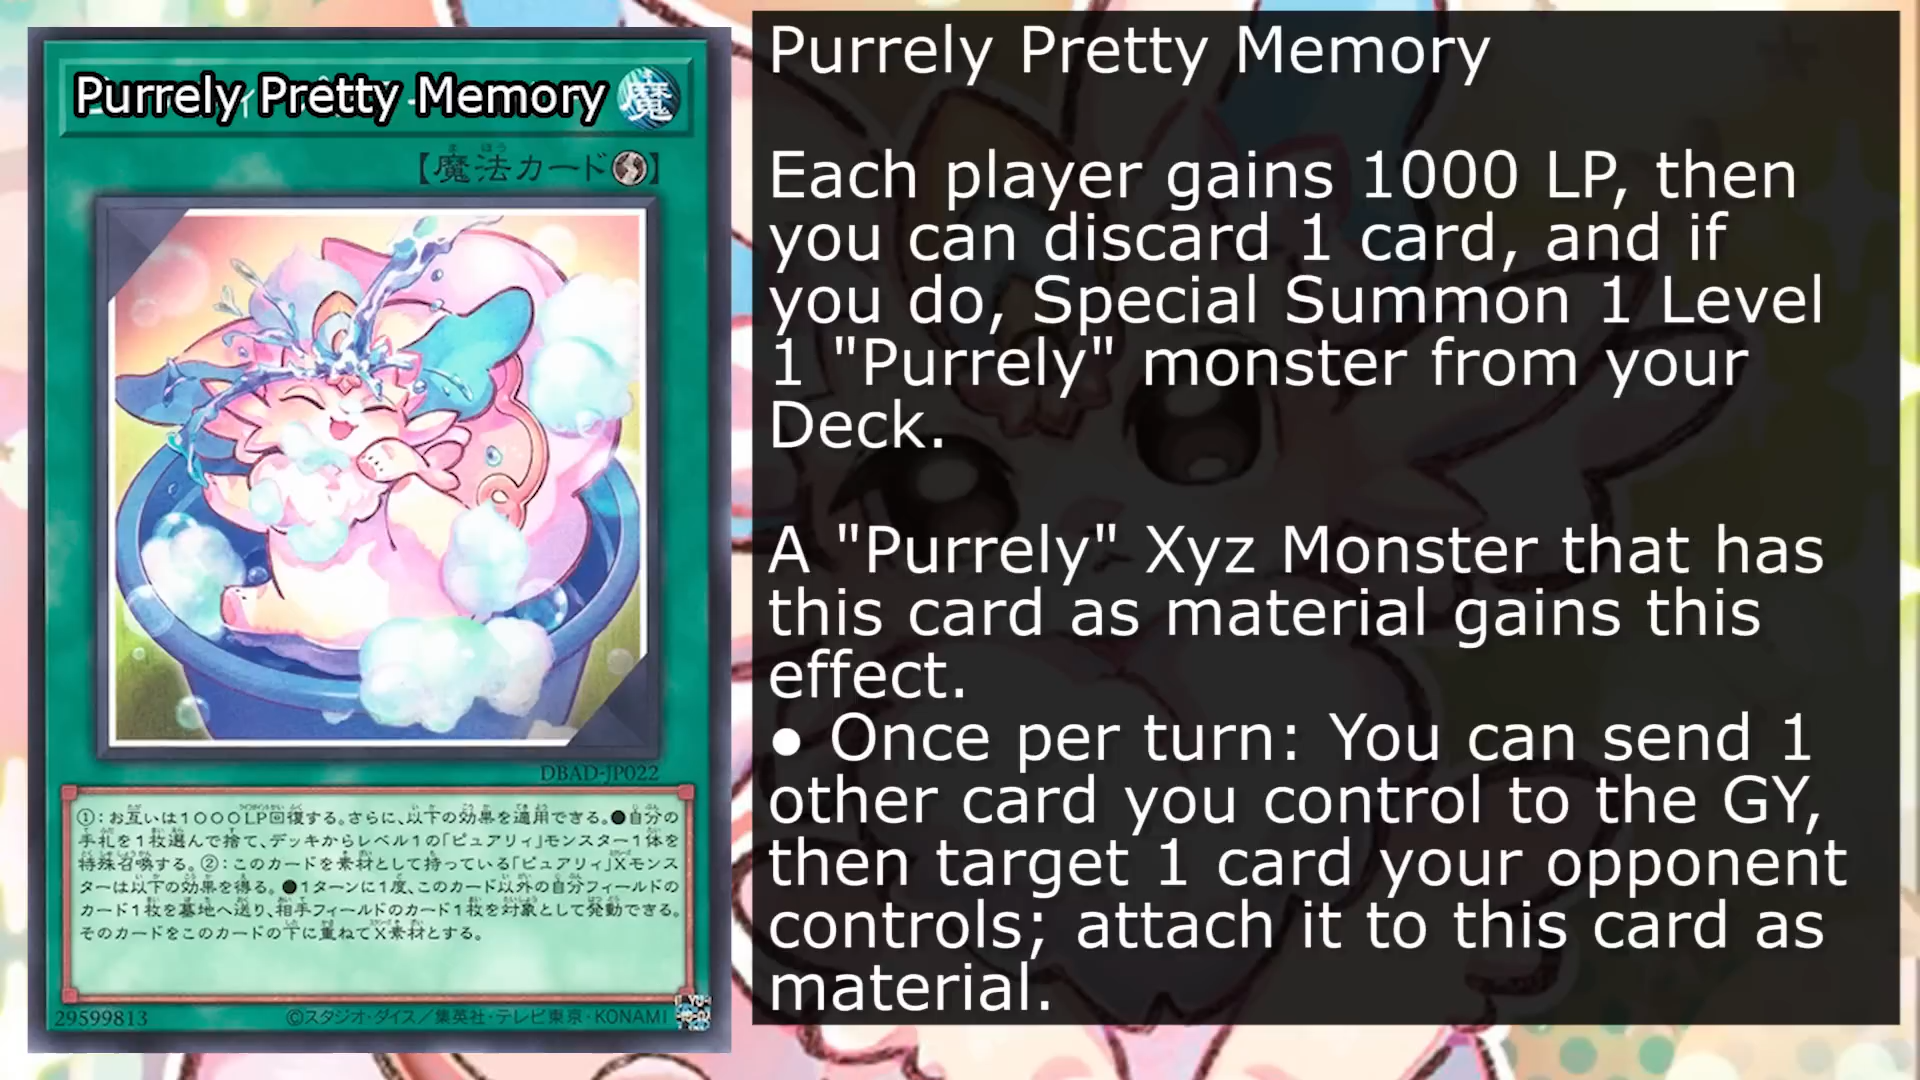 Purrely Pretty Memory
魔
【魔法カード】
DBAD-JP022
①:お互いは1000LP回復する。さらに、以下の効果を適用できる。●自分の
手札を1枚選んで捨て、デッキからレベル1の「ピュアリィ」モンスター1体を
特殊召喚する。②:このカードを素材として持っている「ピュアリィ」Xモンス
ターは以下の効果を得る。●1ターンに1度、このカード以外の自分フィールドの
カード1枚を墓地へ送り、相手フィールドのカード1枚を対象として発動できる。
そのカードをこのカードの下に重ねてX素材とする。
29599813
©スタジオ・ダイス/集英社・テレビ東京・KONAMI
Purrely Pretty Memory
Each player gains 1000 LP, then
you can discard 1 card, and if
you do, Special Summon 1 Level
1 "Purrely" monster from your
Deck.
A "Purrely" Xyz Monster that has
this card as material gains this
effect.
● Once per turn: You can send 1
other card you control to the GY,
then target 1 card your opponent
controls; attach it to this card as
material.